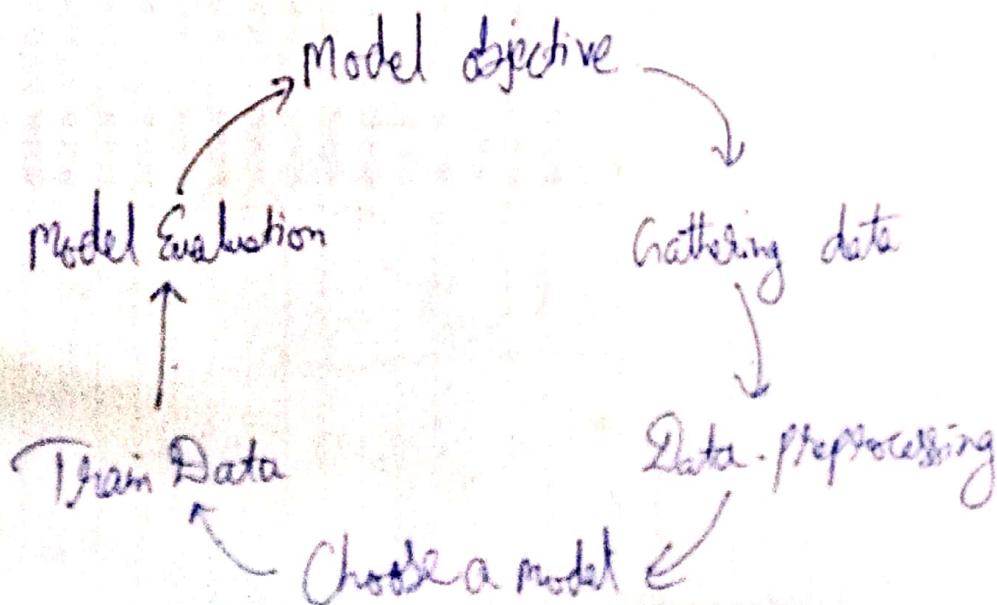 Model objective
Model Evaluation
Gathering data
Train Data
Data-preprocessing
Choose a model